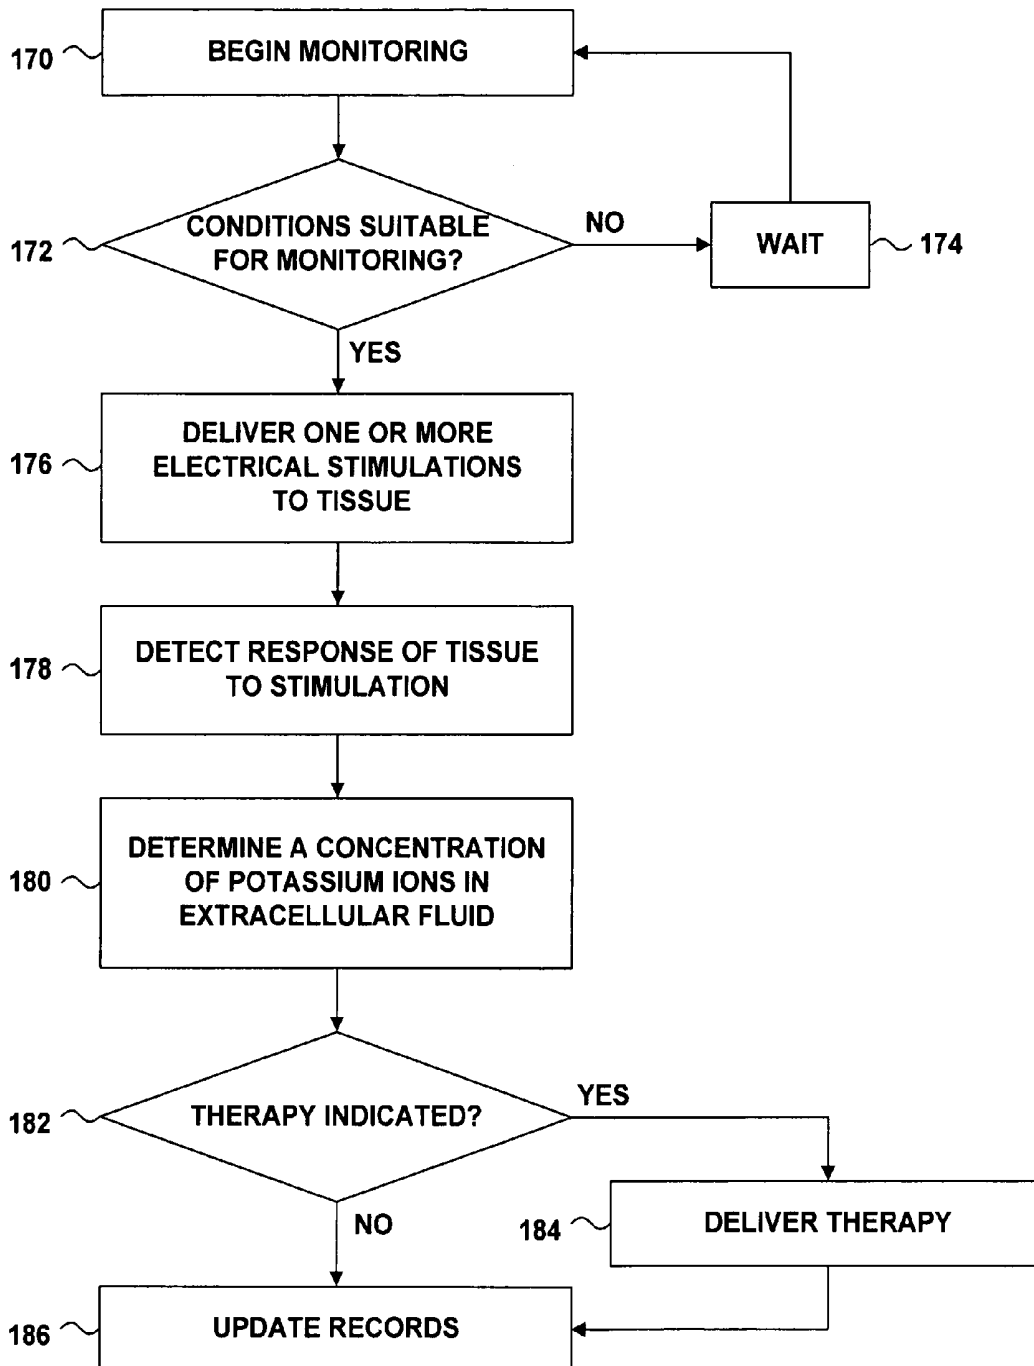 170
BEGIN MONITORING
172
CONDITIONS SUITABLE
FOR MONITORING?
NO
WAIT
174
YES
176
DELIVER ONE OR MORE
ELECTRICAL STIMULATIONS
TO TISSUE
178
DETECT RESPONSE OF TISSUE
TO STIMULATION
180
DETERMINE A CONCENTRATION
OF POTASSIUM IONS IN
EXTRACELLULAR FLUID
182
THERAPY INDICATED?
YES
184
DELIVER THERAPY
NO
186
UPDATE RECORDS